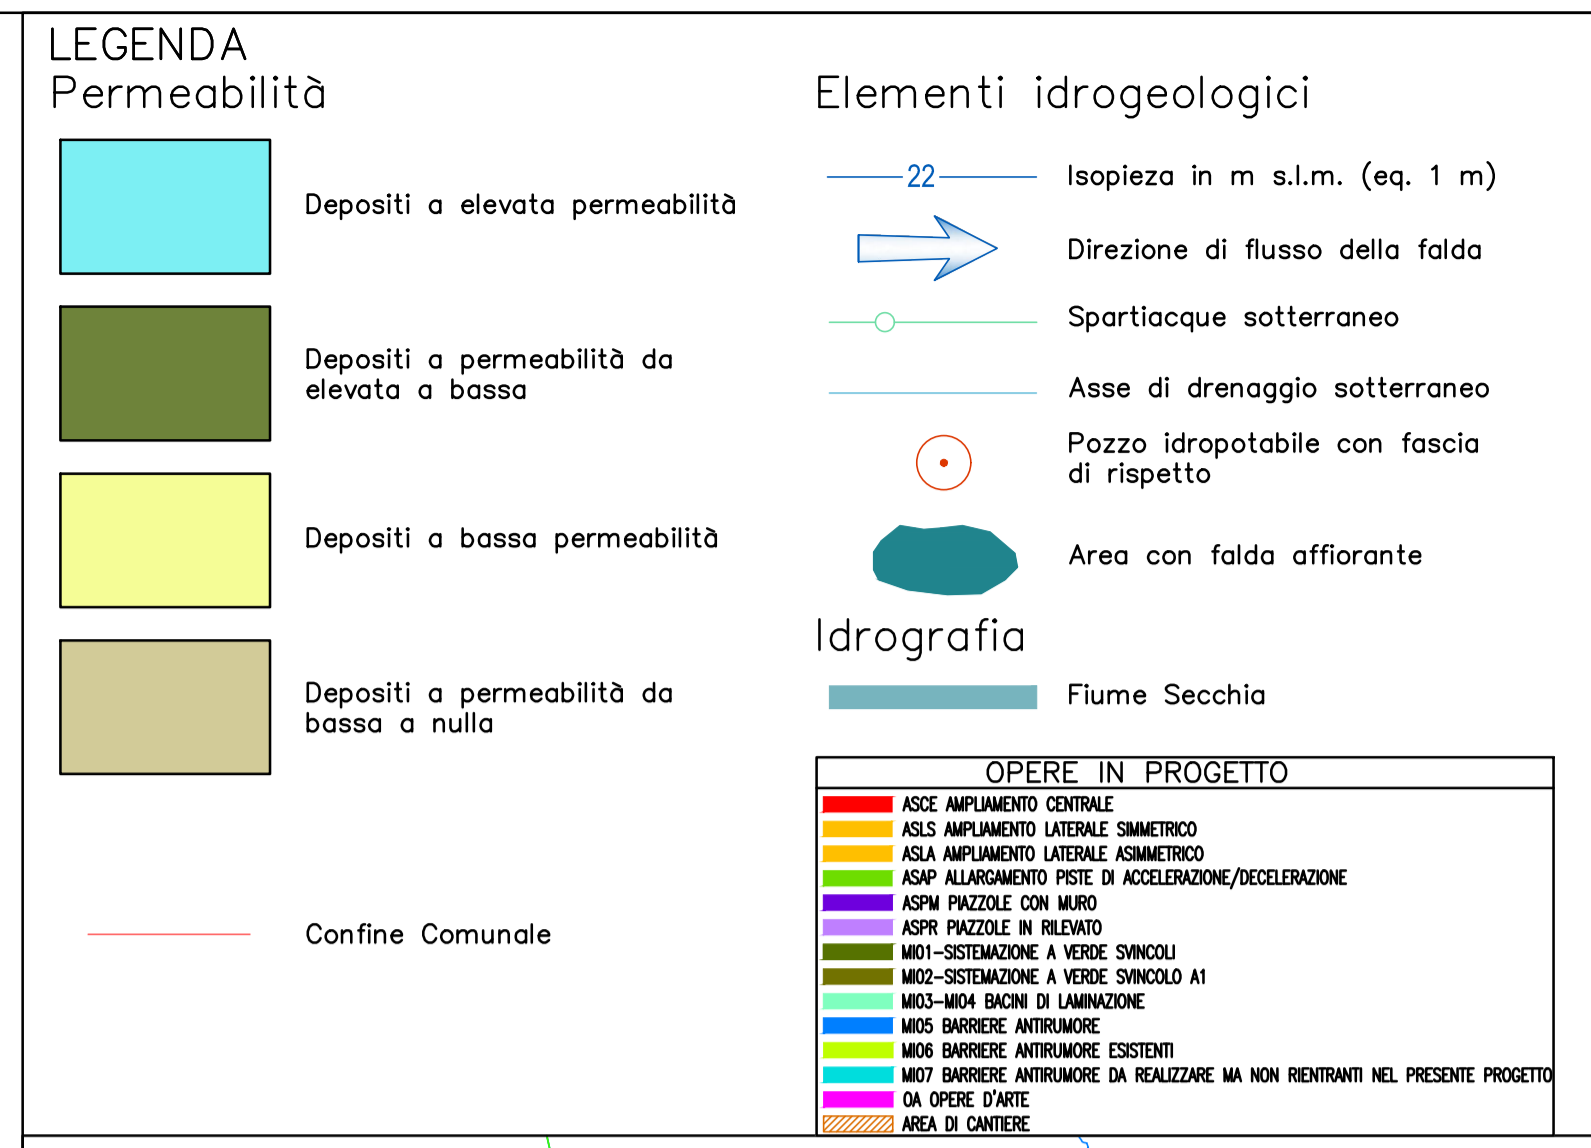 LEGENDA
Permeabilità
Depositi a elevata permeabilità
Depositi a permeabilità da
elevata a bassa
Depositi a bassa permeabilità
Depositi a permeabilità da
bassa a nulla
Confine Comunale
Elementi idrogeologici
22
Isopieza in m s.l.m. (eq. 1 m)
Direzione di flusso della falda
Spartiacque sotterraneo
Asse di drenaggio sotterraneo
Pozzo idropotabile con fascia
di rispetto
Area con falda affiorante
Idrografia
Fiume Secchia
OPERE IN PROGETTO
ASCE AMPLIAMENTO CENTRALE
ASLS AMPLIAMENTO LATERALE SIMMETRICO
ASLA AMPLIAMENTO LATERALE ASIMMETRICO
ASAP ALLARGAMENTO PISTE DI ACCELERAZIONE/DECELERAZIONE
ASPM PIAZZOLE CON MURO
ASPR PIAZZOLE IN RILEVATO
MI01-SISTEMAZIONE A VERDE SVINCOLI
MI02-SISTEMAZIONE A VERDE SVINCOLO A1
MI03-MI04 BACINI DI LAMINAZIONE
MI05 BARRIERE ANTIRUMORE
MI06 BARRIERE ANTIRUMORE ESISTENTI
MI07 BARRIERE ANTIRUMORE DA REALIZZARE MA NON RIENTRANTI NEL PRESENTE PROGETTO
OA OPERE D'ARTE
AREA DI CANTIERE